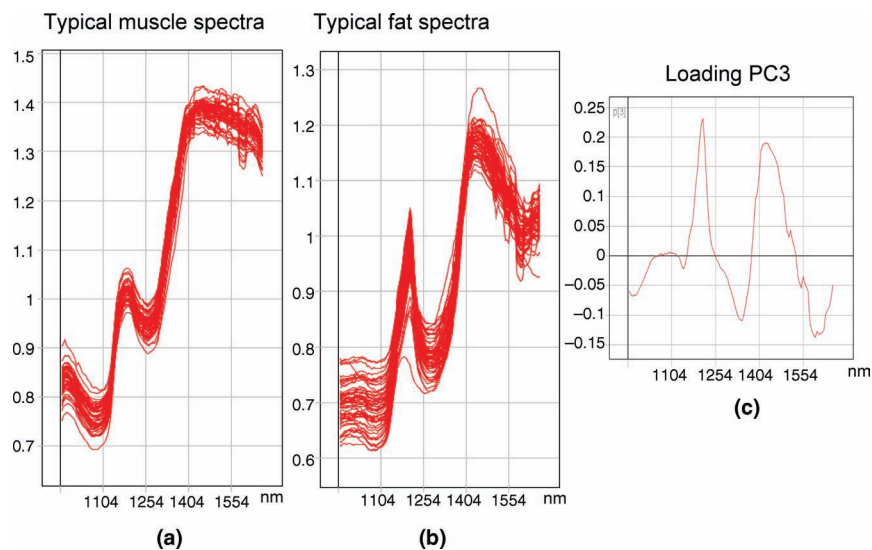 Typical muscle spectra
1.5
1.4
1.3
1.2
1.1
1
0.9
0.8
0.7
1104 1254 1404 1554 nm
(a)
Typical fat spectra
1.3
1.2
1.1
1.0
0.9
0.8
0.7
0.6
1104 1254 1404 1554 nm
(b)
Loading PC3
0.25
p[3]
0.2
0.15
0.1
0.05
0
–0.05
–0.1
–0.15
1104 1254 1404 1554 nm
(c)